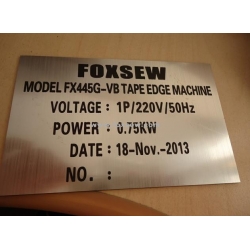 FOXSEW
MODEL FX445G-VB TAPE EDGE MACHINE
VOLTAGE : 1P/220V/50Hz
POWER : 0.75KW
DATE : 18-Nov.-2013
NO. :